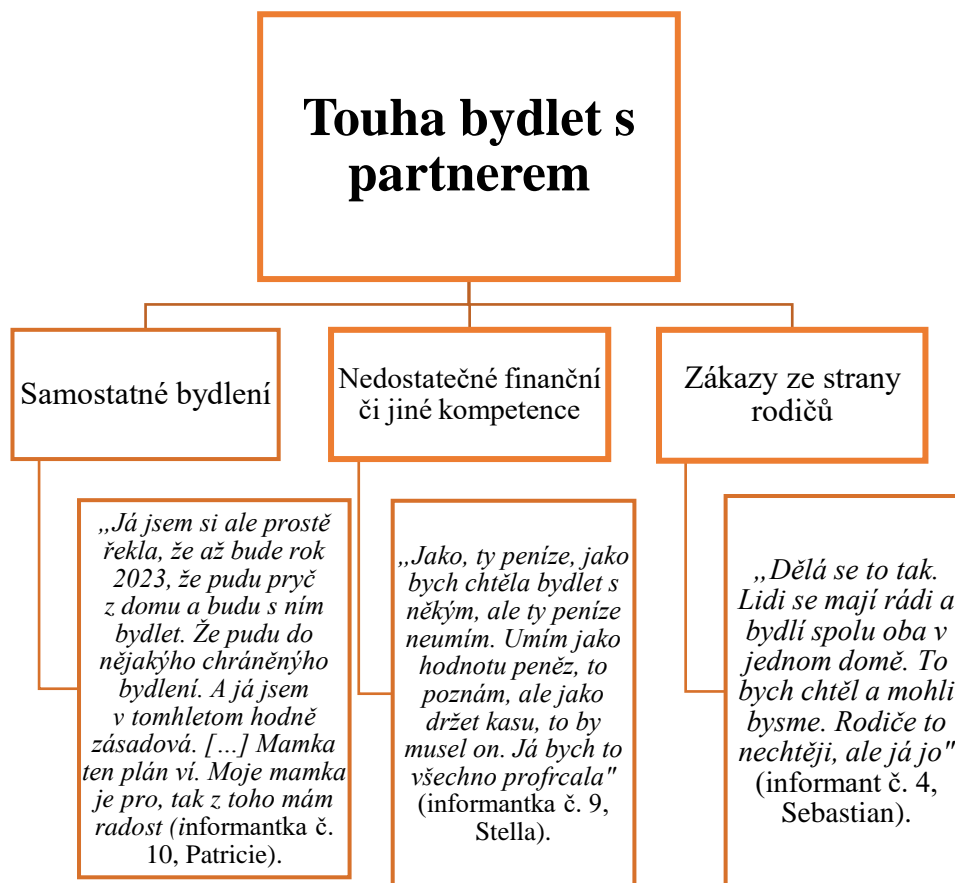 Touha bydlet s
partnerem
Samostatné bydlení
Nedostatečné finanční
či jiné kompetence
Zákazy ze strany
rodičů
„Já jsem si ale prostě
řekla, že až bude rok
2023, že pudu pryč
z domu a budu s ním
bydlet. Že pudu do
nějakýho chráněnýho
bydlení. A já jsem
v tomhletom hodně
zásadová. […] Mamka
ten plán ví. Moje mamka
je pro, tak z toho mám
radost (informantka č.
10, Patricie).
„Jako, ty peníze, jako
bych chtěla bydlet s
někým, ale ty peníze
neumím. Umím jako
hodnotu peněz, to
poznám, ale jako
držet kasu, to by
musel on. Já bych to
všechno profrcala"
(informantka č. 9,
Stella).
„Dělá se to tak.
Lidi se mají rádi a
bydlí spolu oba v
jednom domě. To
bych chtěl a mohli
bysme. Rodiče to
nechtěji, ale já jo"
(informant č. 4,
Sebastian).